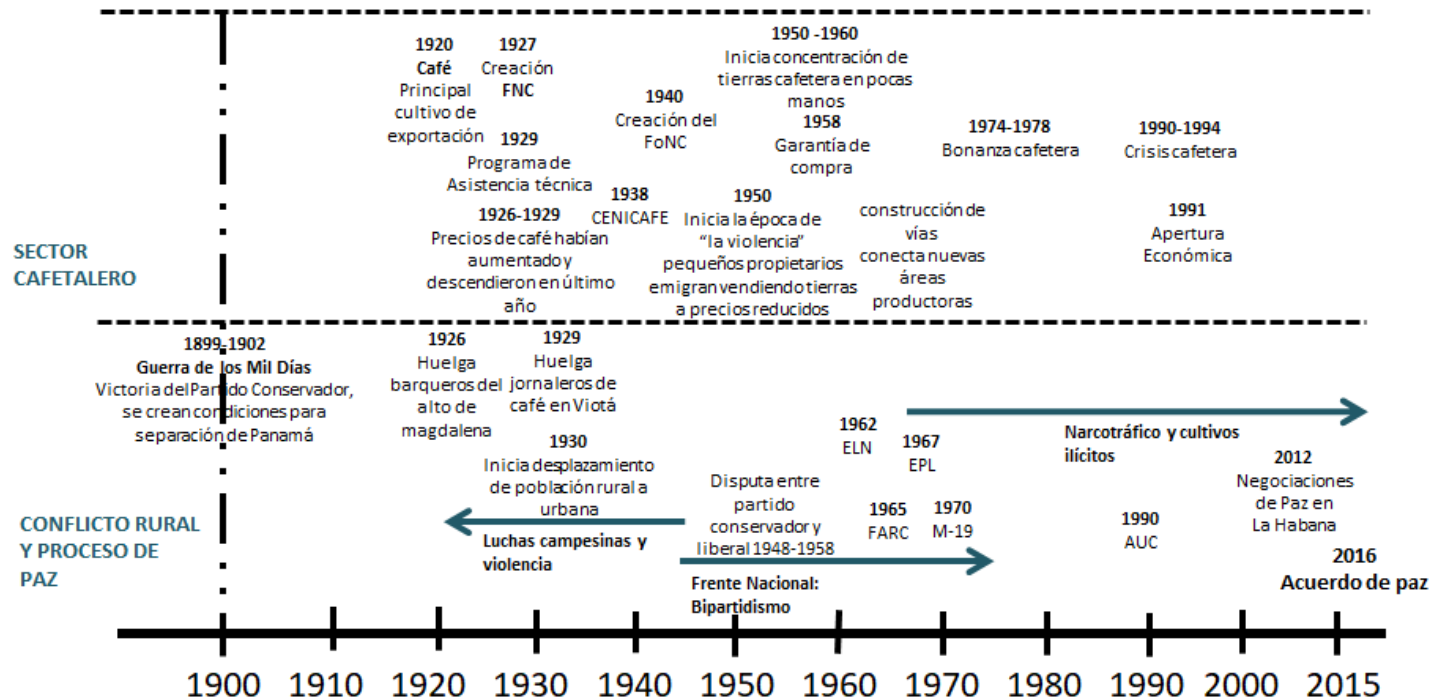 1920
Café
Principal
cultivo de
exportación
1927
Creación
FNC
1929
Programa de
Asistencia técnica
1926-1929
Precios de café habían
aumentado y
descendieron en último
año
1940
Creación del
FoNC
1938
CENICAFE
1950 -1960
Inicia concentración de
tierras cafetera en pocas
manos
1958
Garantía de
compra
1950
Inicia la época de
“la violencia”
pequeños propietarios
emigran vendiendo tierras
a precios reducidos
construcción de
vías
conecta nuevas
áreas
productoras
1974-1978
Bonanza cafetera
1990-1994
Crisis cafetera
1991
Apertura
Económica
SECTOR
CAFETALERO
1899-1902
Guerra de los Mil Días
Victoria del Partido Conservador,
se crean condiciones para
separación de Panamá
1926
Huelga
barqueros del
alto de
magdalena
1929
Huelga
jornaleros de
café en Viotá
1930
Inicia desplazamiento
de población rural a
urbana
Luchas campesinas y
violencia
Disputa entre
partido
conservador y
liberal 1948-1958
Frente Nacional:
Bipartidismo
1962
ELN
1967
EPL
1965
FARC
1970
M-19
Narcotráfico y cultivos
ilícitos
1990
AUC
2012
Negociaciones
de Paz en
La Habana
2016
Acuerdo de paz
CONFLICTO RURAL
Y PROCESO DE
PAZ
1900 1910 1920 1930 1940 1950 1960 1970 1980 1990 2000 2015